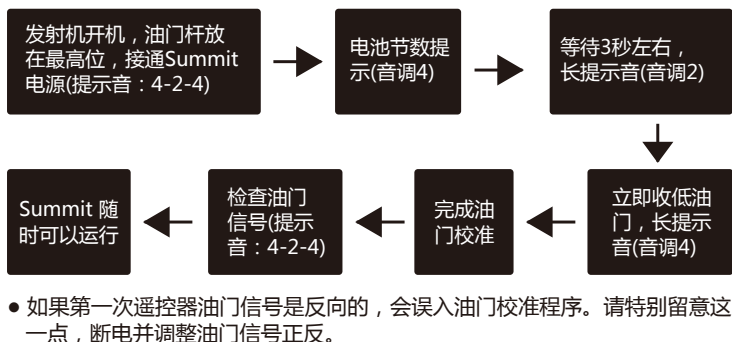 发射机开机，油门杆放
在最高位，接通Summit
电源(提示音：4-2-4)
电池节数提
示(音调4)
等待3秒左右，
长提示音(音调2)
立即收低油
门，长提示
音(音调4)
完成油
门校准
检查油门
信号(提示
音：4-2-4)
Summit 随
时可以运行
● 如果第一次遥控器油门信号是反向的，会误入油门校准程序。请特别留意这
一点，断电并调整油门信号正反。